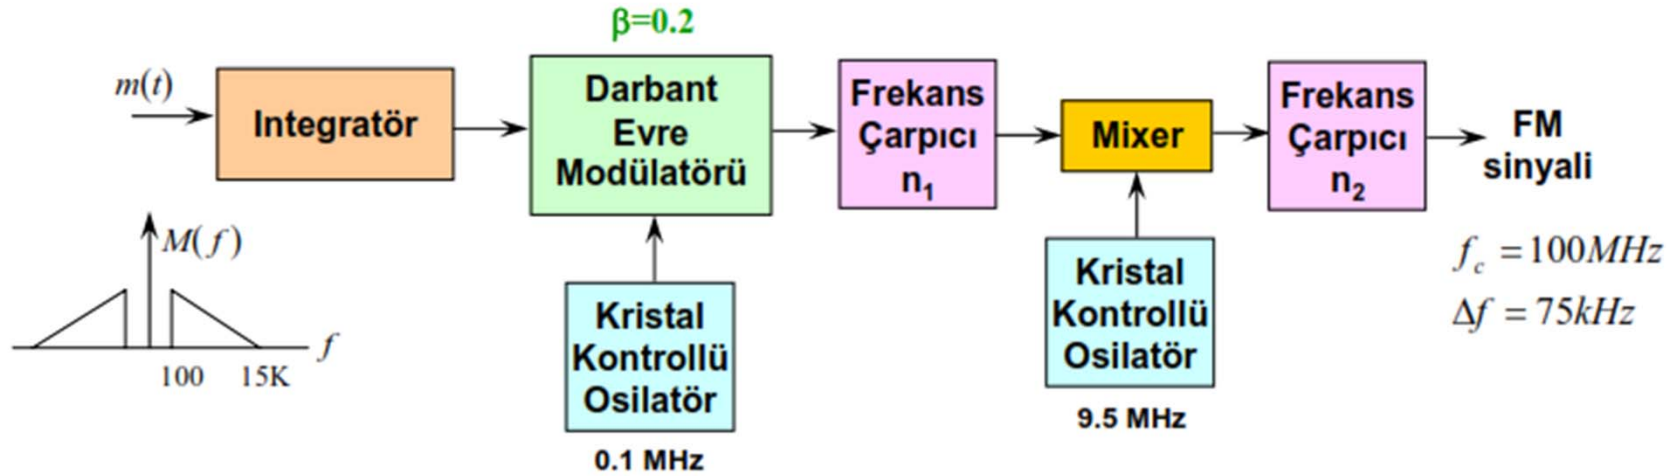 β=0.2
m(t)
Integratör
Darbant
Evre
Modülatörü
Frekans
Çarpıcı
n₁
Mixer
Frekans
Çarpıcı
n₂
FM
sinyali
M(f)
f
100 15K
Kristal
Kontrollü
Osilatör
0.1 MHz
Kristal
Kontrollü
Osilatör
9.5 MHz
f_c = 100MHz
Δf = 75kHz